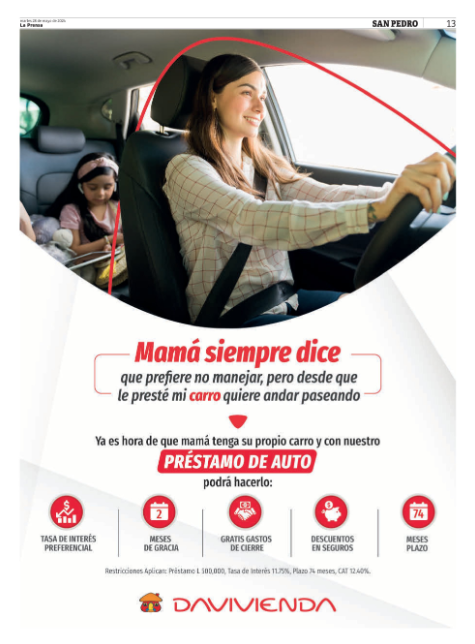 La Prensa
SAN PEDRO
13
Mamá siempre dice
que prefiere no manejar, pero desde que
le presté mi carro quiere andar paseando
Ya es hora de que mamá tenga su propio carro y con nuestro
PRÉSTAMO DE AUTO
podrá hacerlo:
TASA DE INTERÉS
PREFERENCIAL
2
MESES
DE GRACIA
GRATIS GASTOS
DE CIERRE
DESCUENTOS
EN SEGUROS
74
MESES
PLAZO
Restricciones Aplican: Préstamo L 500,000, Tasa de Interés 11.75%, Plazo 74 meses, CAT 12.40%.
DAVIVIENDA